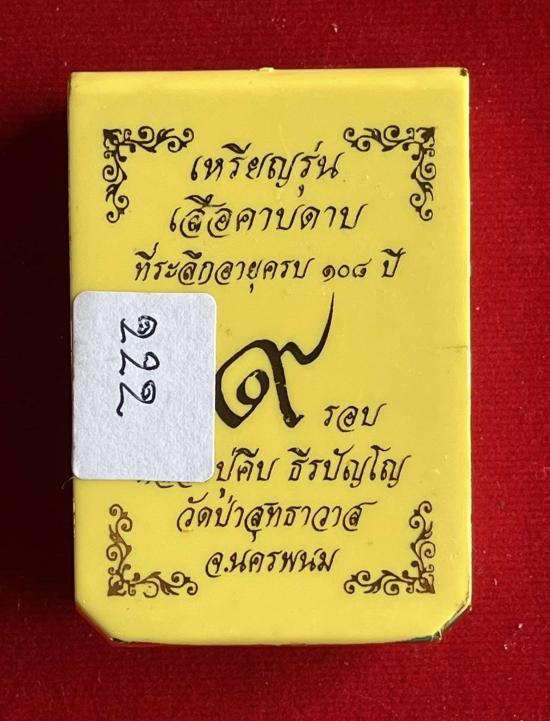 เหรียญรุ่น
เสือคาบดาบ
ที่ระลึกอายุครบ ๑๐๘ ปี
๙ รอบ
ปู่คีบ ธีรปัญโญ
วัดป่าสุทธาวาส
จ.นครพนม